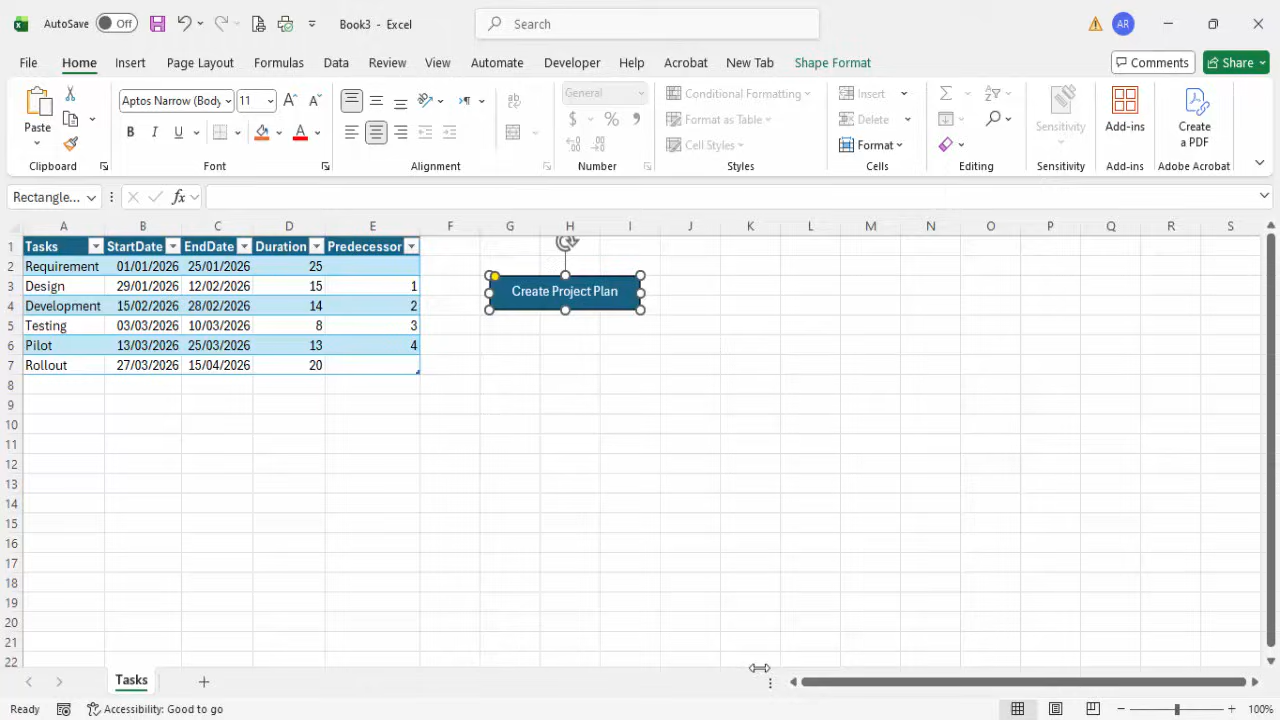 AutoSave Off Book3 - Excel Search AR
File Home Insert Page Layout Formulas Data Review View Automate Developer Help Acrobat New Tab Shape Format Comments Share
Paste Aptos Narrow (Body 11 General Conditional Formatting Insert Sensitivity Add-ins Create a PDF
B I U $ % Format as Table Delete
Cell Styles Format
Clipboard Font Alignment Number Styles Cells Editing Sensitivity Add-ins Adobe Acrobat
Rectangle... fx
A B C D E F G H I J K L M N O P Q R S
1 Tasks StartDate EndDate Duration Predecessor
2 Requirement 01/01/2026 25/01/2026 25
3 Design 29/01/2026 12/02/2026 15 1
Create Project Plan
4 Development 15/02/2026 28/02/2026 14 2
5 Testing 03/03/2026 10/03/2026 8 3
6 Pilot 13/03/2026 25/03/2026 13 4
7 Rollout 27/03/2026 15/04/2026 20
8
9
10
11
12
13
14
15
16
17
18
19
20
21
22
Tasks
Ready Accessibility: Good to go 100%